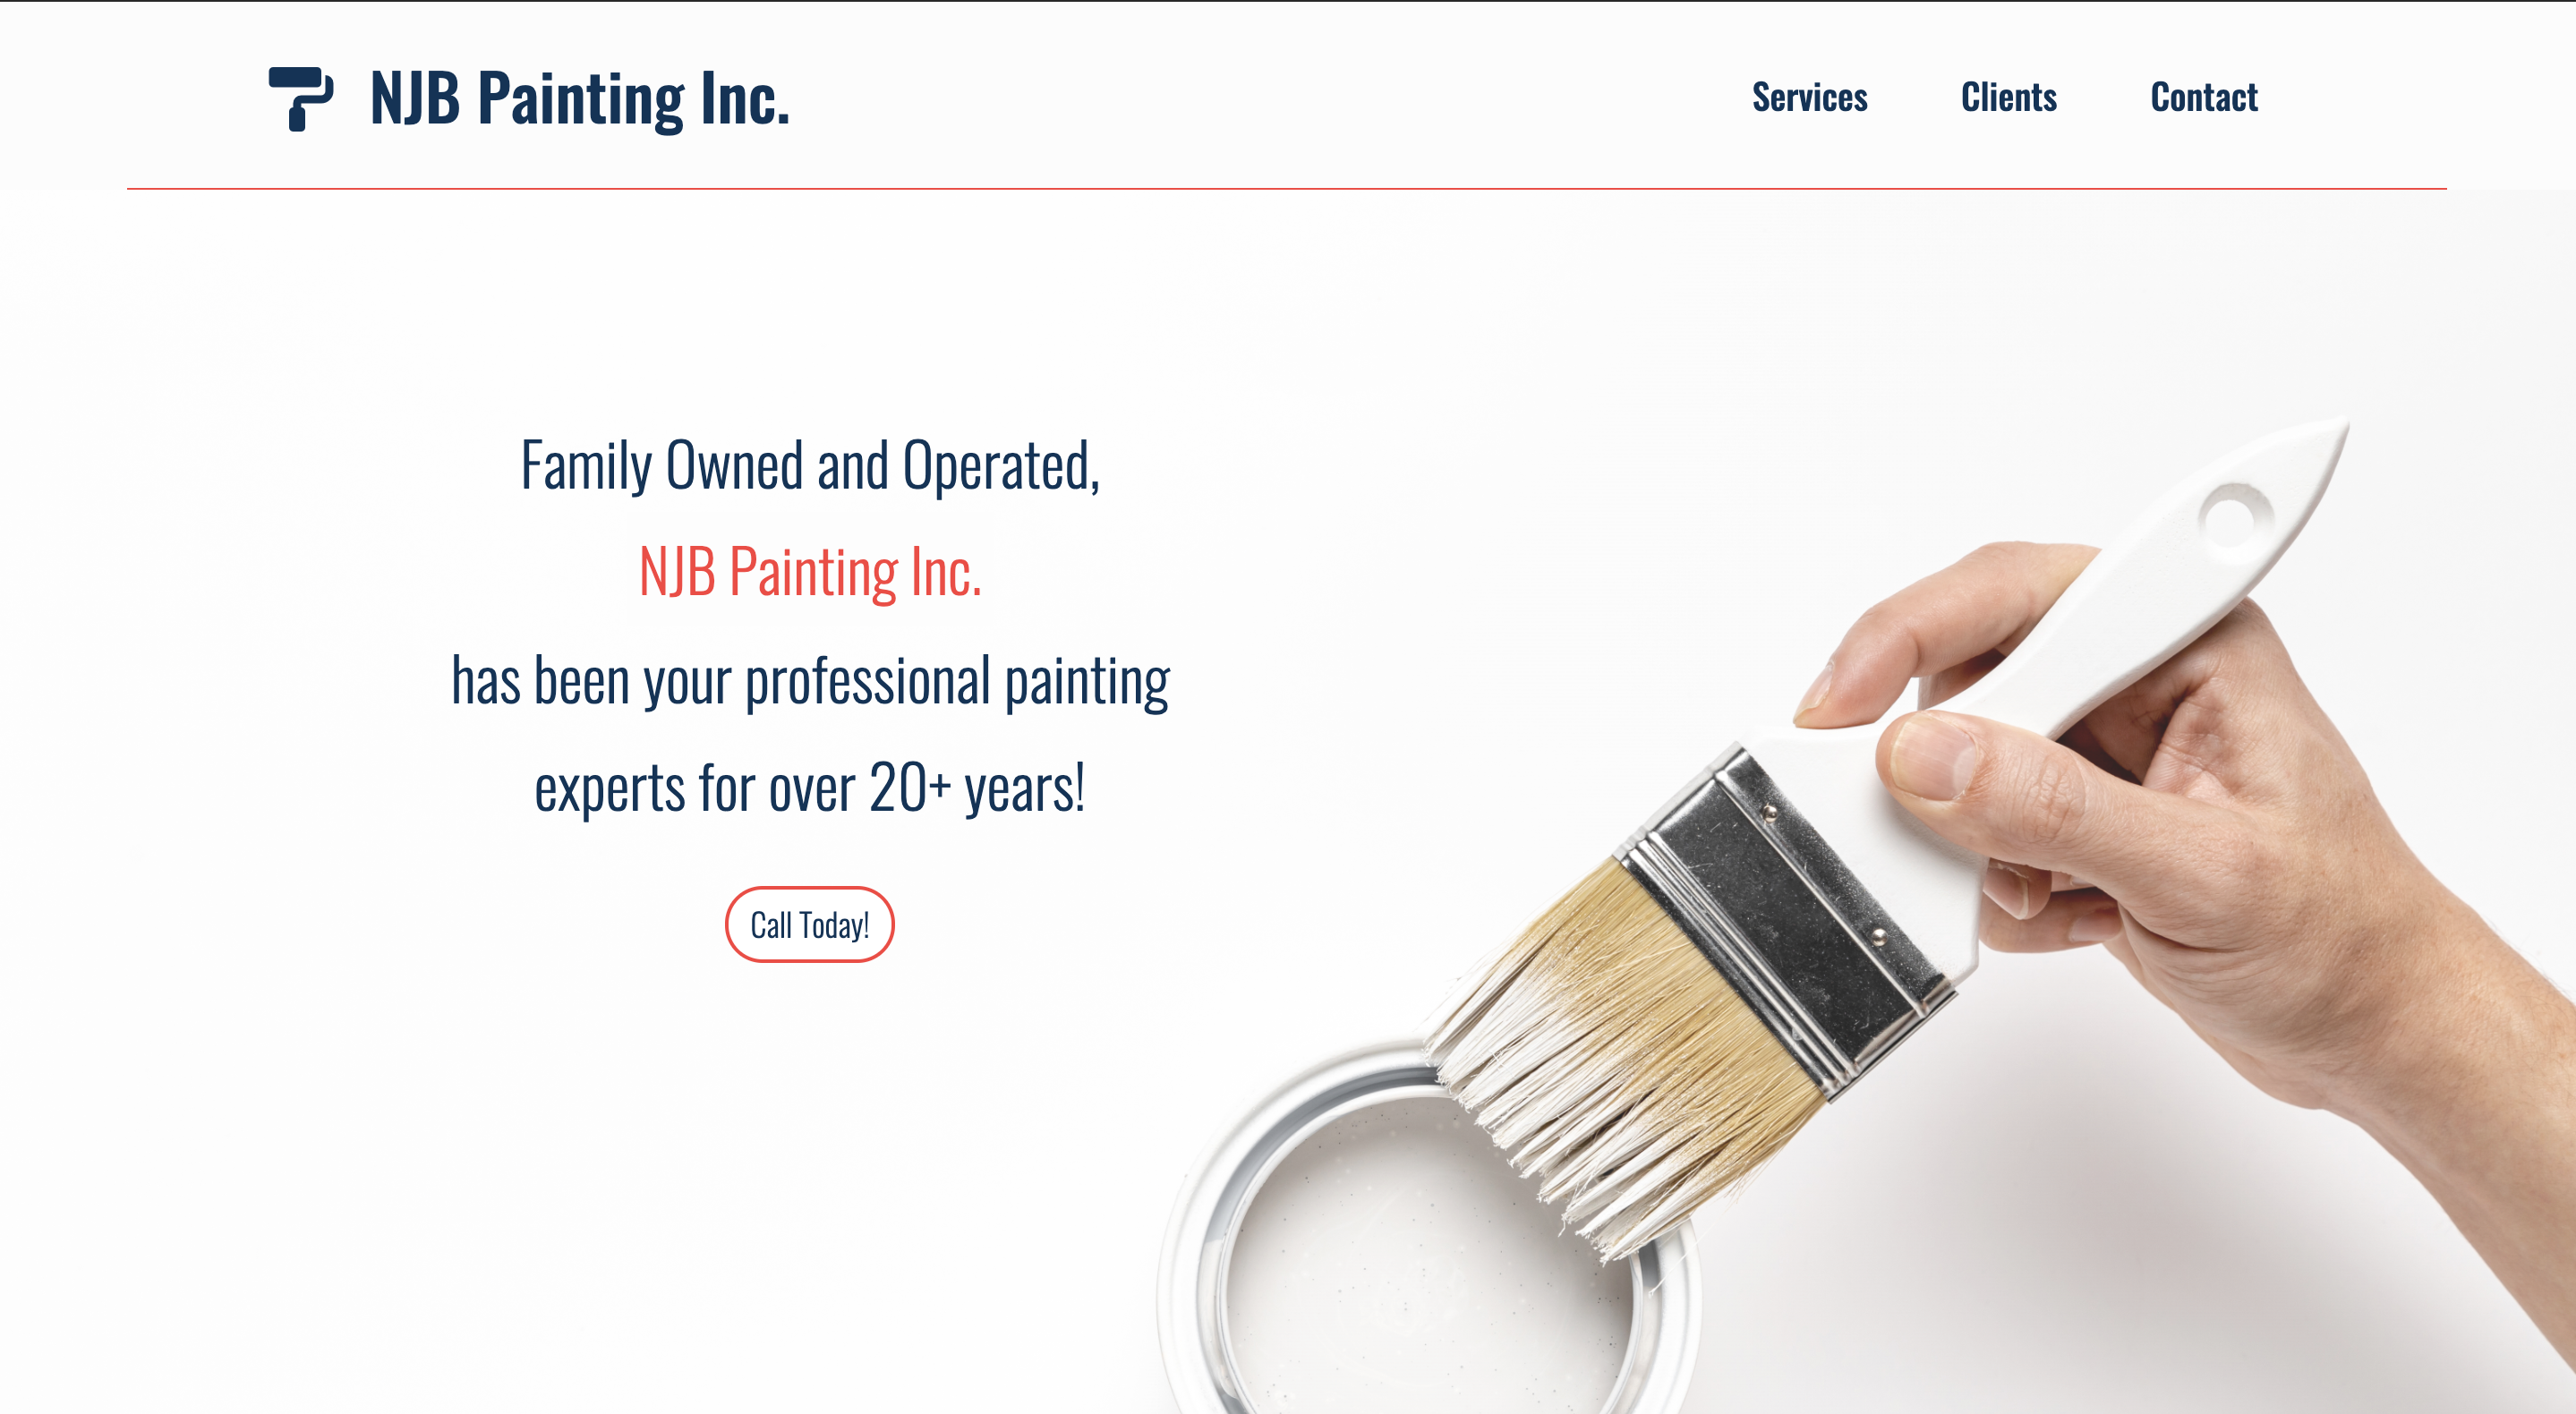 NJB Painting Inc.
Services Clients Contact
Family Owned and Operated,
NJB Painting Inc.
has been your professional painting
experts for over 20+ years!
Call Today!